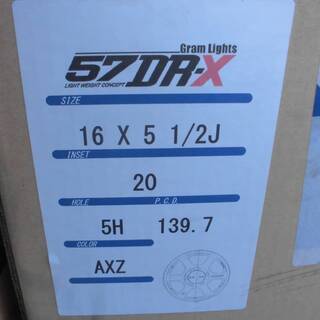 Gram Lights
57DR-X
LIGHT WEIGHT CONCEPT
SIZE
16 X 5 1/2J
INSET
20
HOLE P.C.D.
5H 139.7
COLOR
AXZ